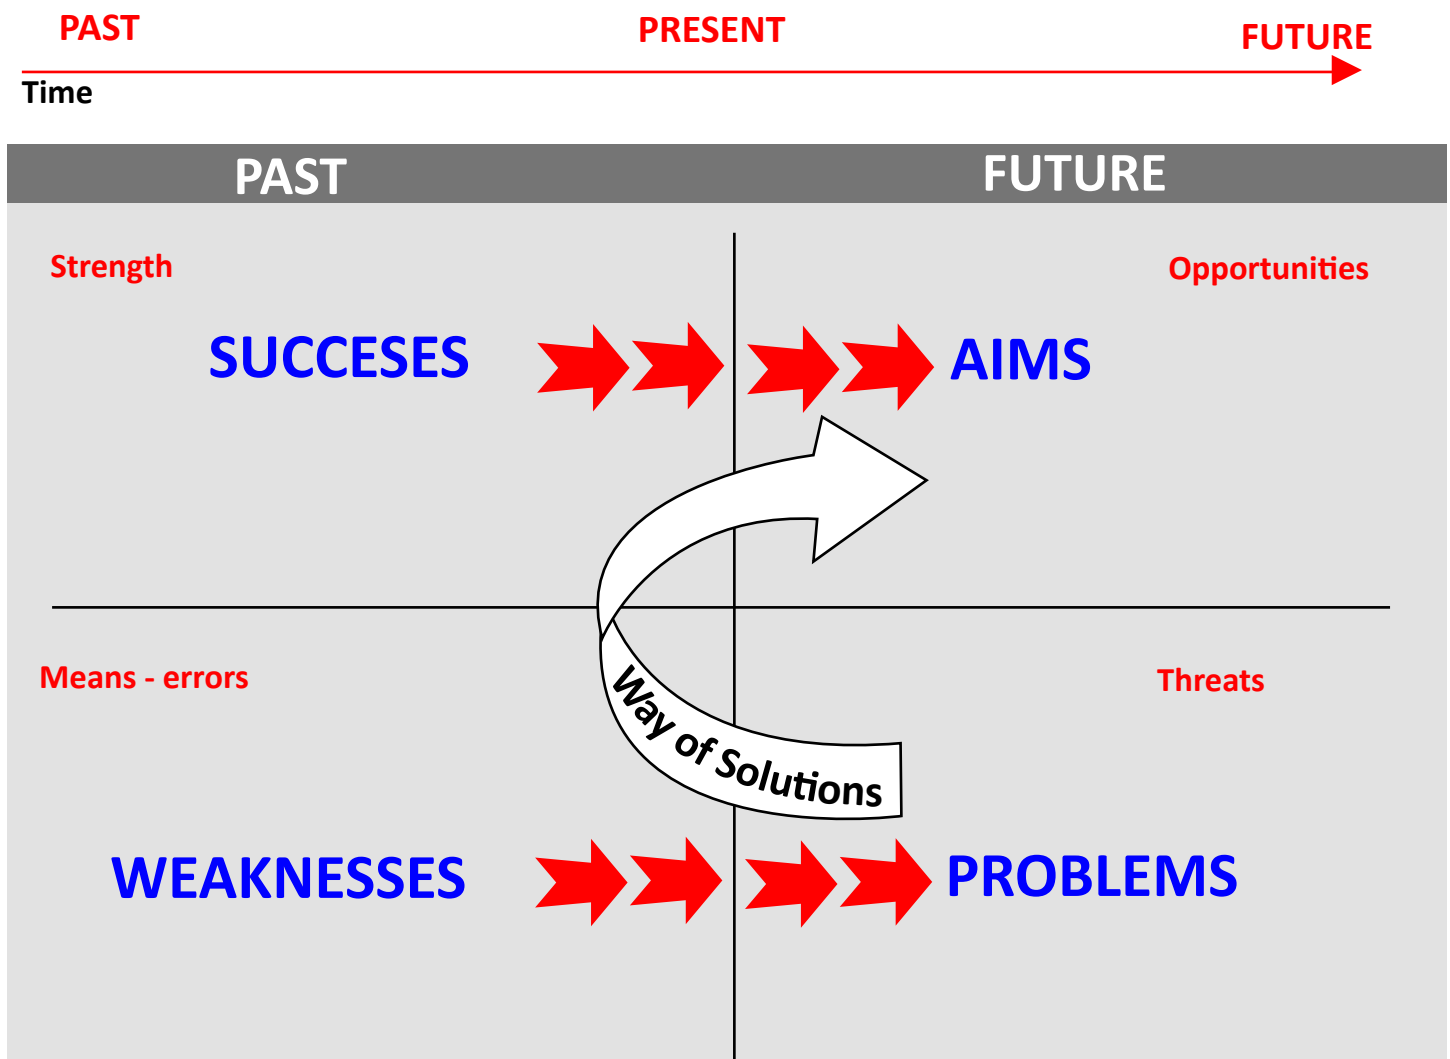 PAST
PRESENT
FUTURE
Time
PAST
FUTURE
Strength
Opportunities
SUCCESES
AIMS
Means - errors
Threats
Way of Solutions
WEAKNESSES
PROBLEMS